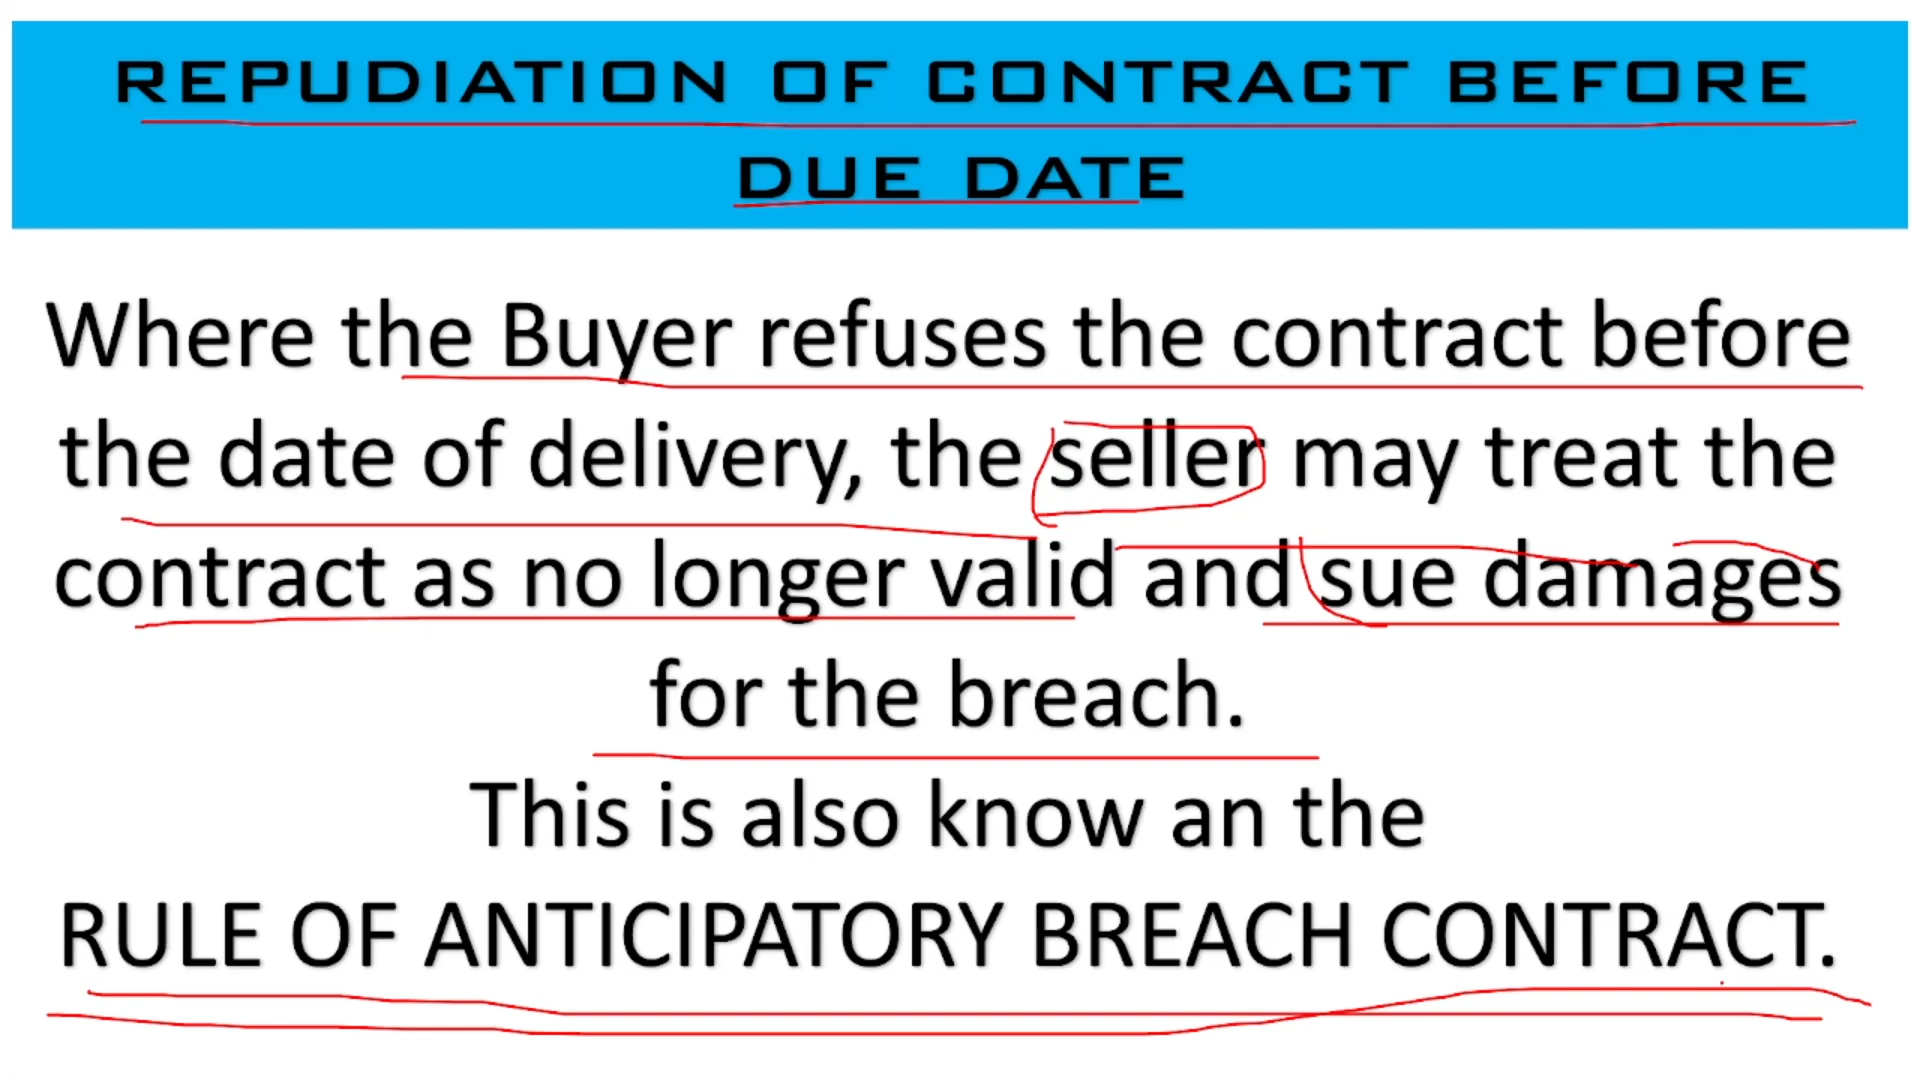 REPUDIATION OF CONTRACT BEFORE
DUE DATE
Where the Buyer refuses the contract before
the date of delivery, the seller may treat the
contract as no longer valid and sue damages
for the breach.
This is also know an the
RULE OF ANTICIPATORY BREACH CONTRACT.